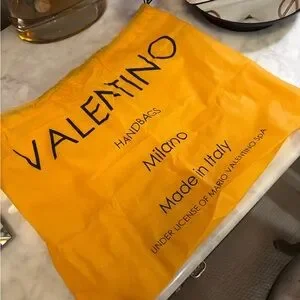 VALENTINO
HANDBAGS
Milano
Made in Italy
UNDER LICENSE OF MARIO VALENTINO SpA